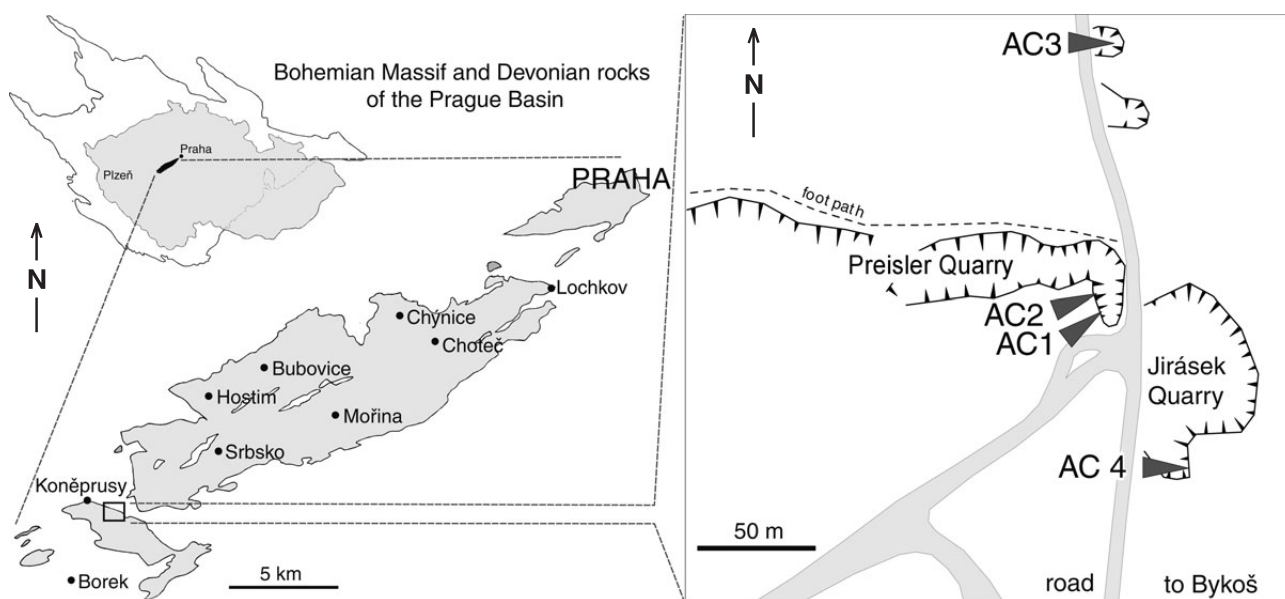 Bohemian Massif and Devonian rocks
of the Prague Basin
Praha
Plzeň
PRAHA
N
Lochkov
Chýnice
Choteč
Bubovice
Hostim
Mořina
Srbsko
Koněprusy
Borek
5 km
N
AC3
foot path
Preisler Quarry
AC2
AC1
Jirásek
Quarry
AC 4
50 m
road to Bykoš